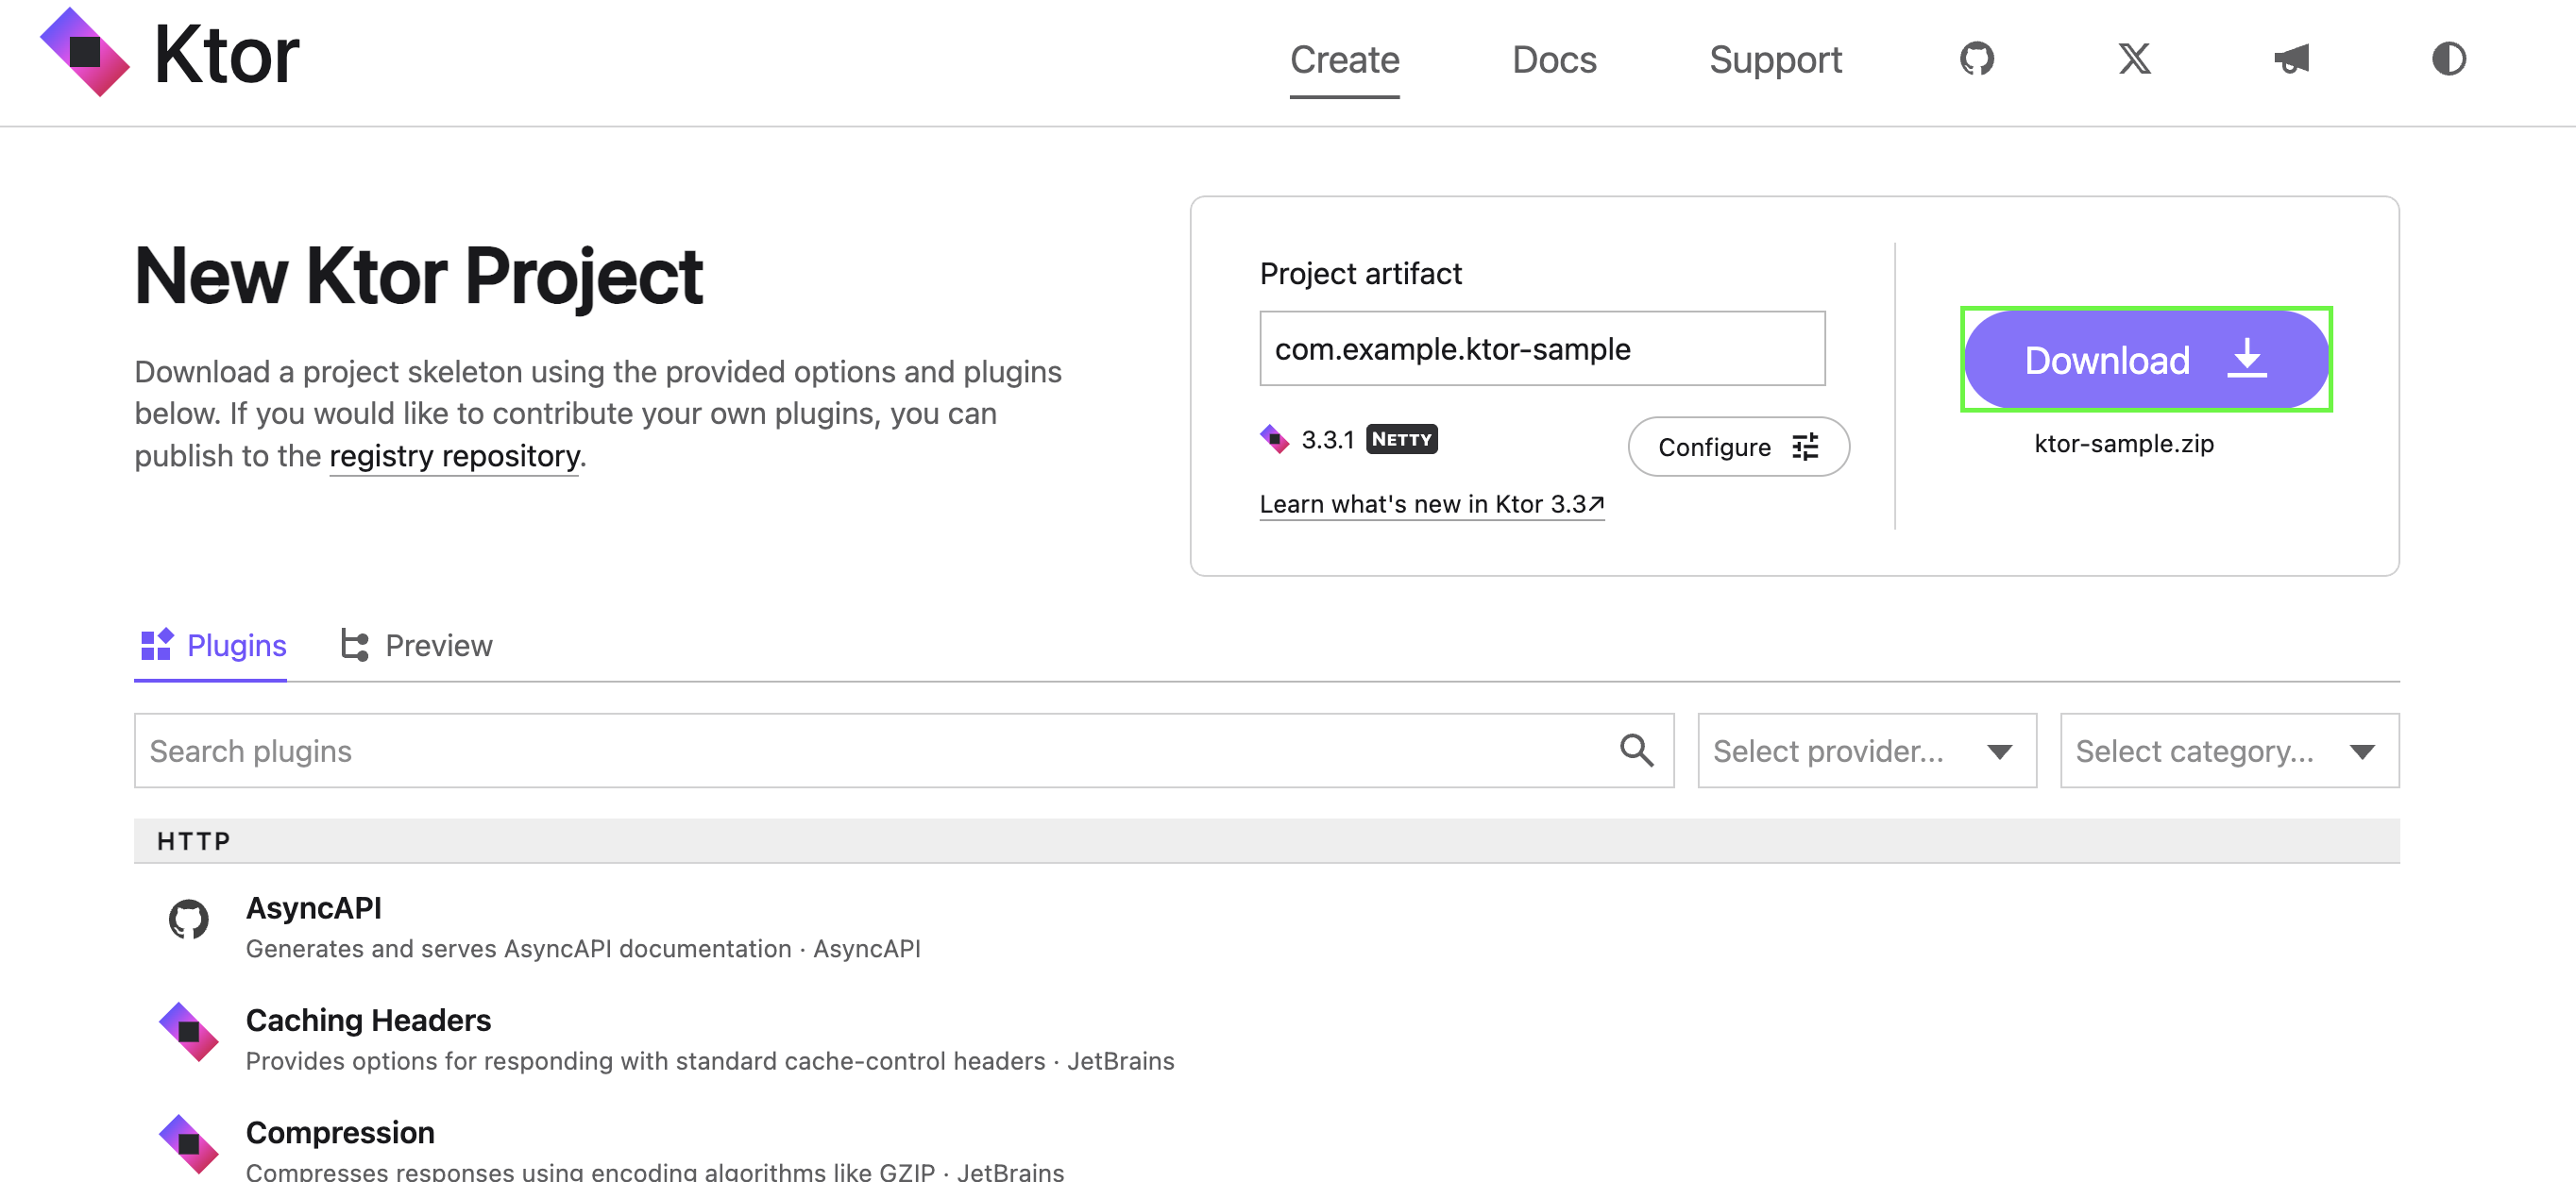 Ktor
Create Docs Support
New Ktor Project
Download a project skeleton using the provided options and plugins
below. If you would like to contribute your own plugins, you can
publish to the registry repository.
Project artifact
com.example.ktor-sample
3.3.1 NETTY
Configure
Learn what's new in Ktor 3.3↗
Download
ktor-sample.zip
Plugins Preview
Search plugins
Select provider...
Select category...
HTTP
AsyncAPI
Generates and serves AsyncAPI documentation · AsyncAPI
Caching Headers
Provides options for responding with standard cache-control headers · JetBrains
Compression
Compresses responses using encoding algorithms like GZIP · JetBrains